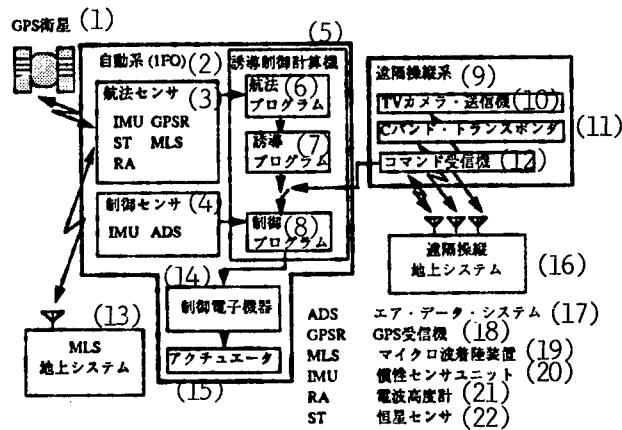 GPS衛星 (1)
自動系 (1FO) (2)
航法センサ (3)
IMU GPSR
ST MLS
RA
制御センサ (4)
IMU ADS
(5)
誘導制御計算機
航法 (6)
プログラム
誘導 (7)
プログラム
制御 (8)
プログラム
遠隔操縦系 (9)
TVカメラ・送信機 (10)
Cバンド・トランスポンダ (11)
コマンド受信機 (12)
(13)
MLS
地上システム
(14)
制御電子機器
アクチュエータ
(15)
遠隔操縦
地上システム (16)
ADS エア・データ・システム (17)
GPSR GPS受信機 (18)
MLS マイクロ波着陸装置 (19)
IMU 慣性センサユニット (20)
RA 電波高度計 (21)
ST 恒星センサ (22)